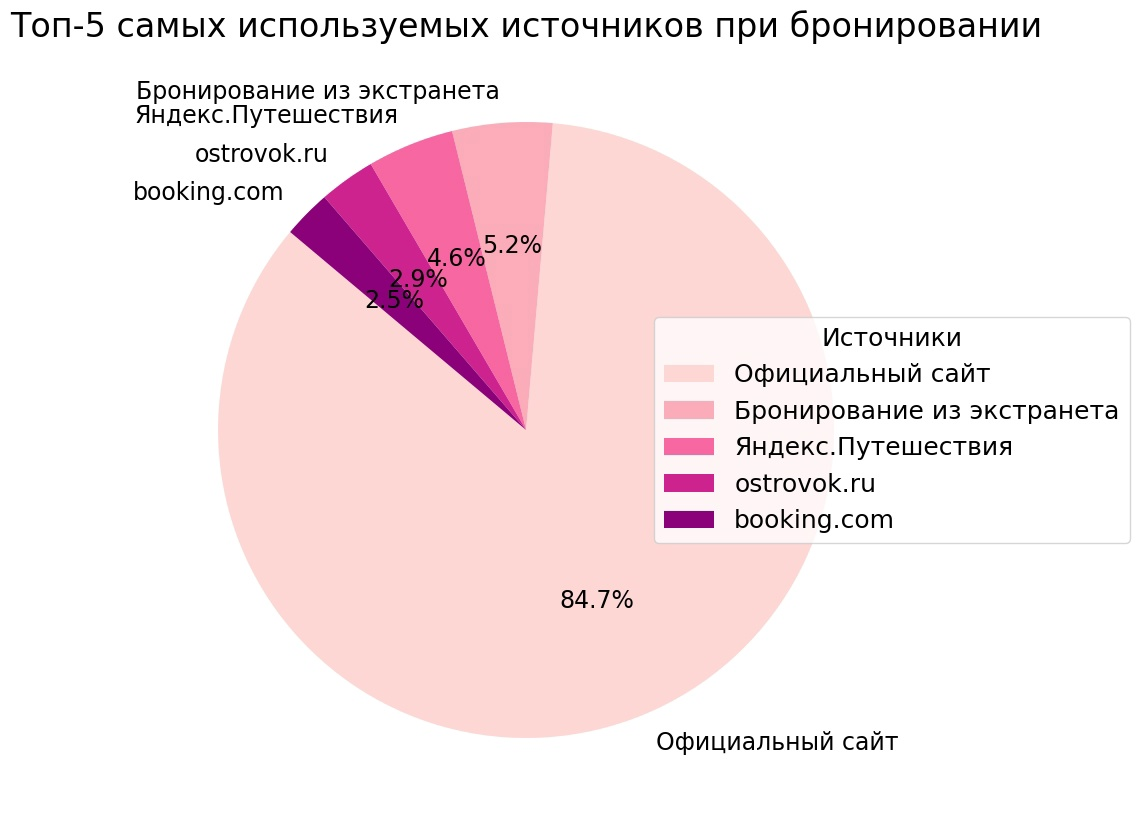 Топ-5 самых используемых источников при бронировании
Бронирование из экстранета
Яндекс.Путешествия
ostrovok.ru
booking.com
5.2%
4.6%
2.9%
2.5%
84.7%
Источники
Официальный сайт
Бронирование из экстранета
Яндекс.Путешествия
ostrovok.ru
booking.com
Официальный сайт